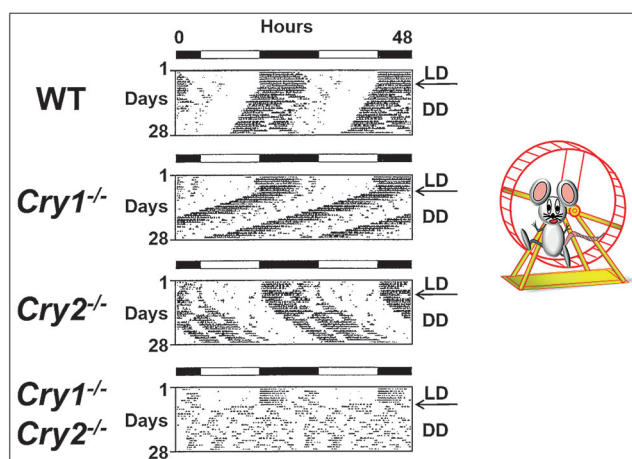 Hours
0 48
WT
Days
1
28
LD
DD
Cry1-/-
Days
1
28
LD
DD
Cry2-/-
Days
1
28
LD
DD
Cry1-/-
Cry2-/-
Days
1
28
LD
DD